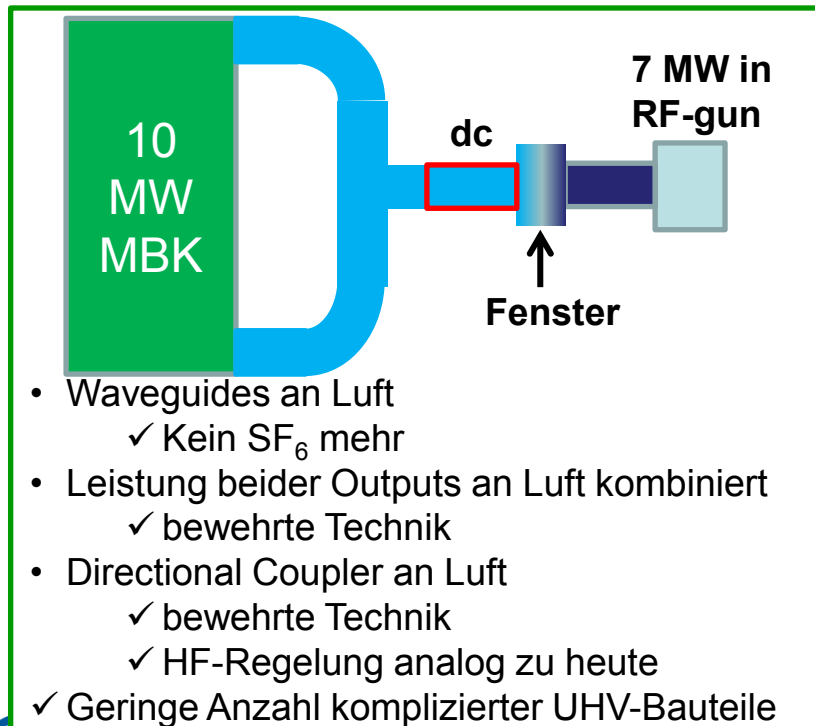 10
MW
MBK
dc
7 MW in
RF-gun
Fenster
• Waveguides an Luft
✓ Kein SF₆ mehr
• Leistung beider Outputs an Luft kombiniert
✓ bewehrte Technik
• Directional Coupler an Luft
✓ bewehrte Technik
✓ HF-Regelung analog zu heute
✓ Geringe Anzahl komplizierter UHV-Bauteile